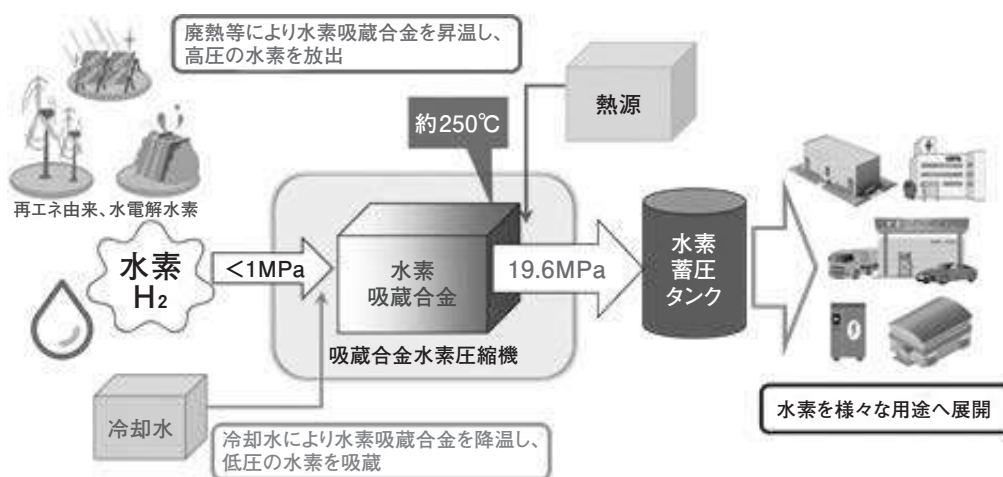 廃熱等により水素吸蔵合金を昇温し、
高圧の水素を放出
熱源
約250℃
再エネ由来、水電解水素
水素
H2
<1MPa
水素
吸蔵合金
19.6MPa
水素
蓄圧
タンク
吸蔵合金水素圧縮機
冷却水
冷却水により水素吸蔵合金を降温し、
低圧の水素を吸蔵
水素を様々な用途へ展開